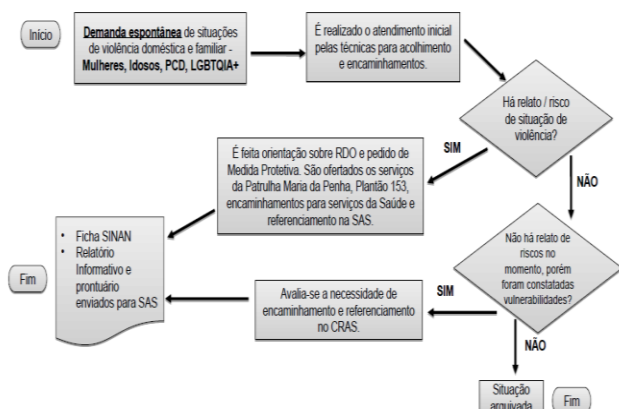 Início
Demanda espontânea de situações
de violência doméstica e familiar -
Mulheres, Idosos, PCD, LGBTQIA+
É realizado o atendimento inicial
pelas técnicas para acolhimento
e encaminhamentos.
Há relato / risco
de situação de
violência?
SIM
NÃO
É feita orientação sobre RDO e pedido de
Medida Protetiva. São ofertados os serviços
da Patrulha Maria da Penha, Plantão 153,
encaminhamentos para serviços da Saúde e
referenciamento na SAS.
Não há relato de
riscos no
momento, porém
foram constatadas
vulnerabilidades?
SIM
NÃO
Avalia-se a necessidade de
encaminhamento e referenciamento
no CRAS.
• Ficha SINAN
• Relatório
Informativo e
prontuário
enviados para SAS
Fim
Situação
arquivada
Fim